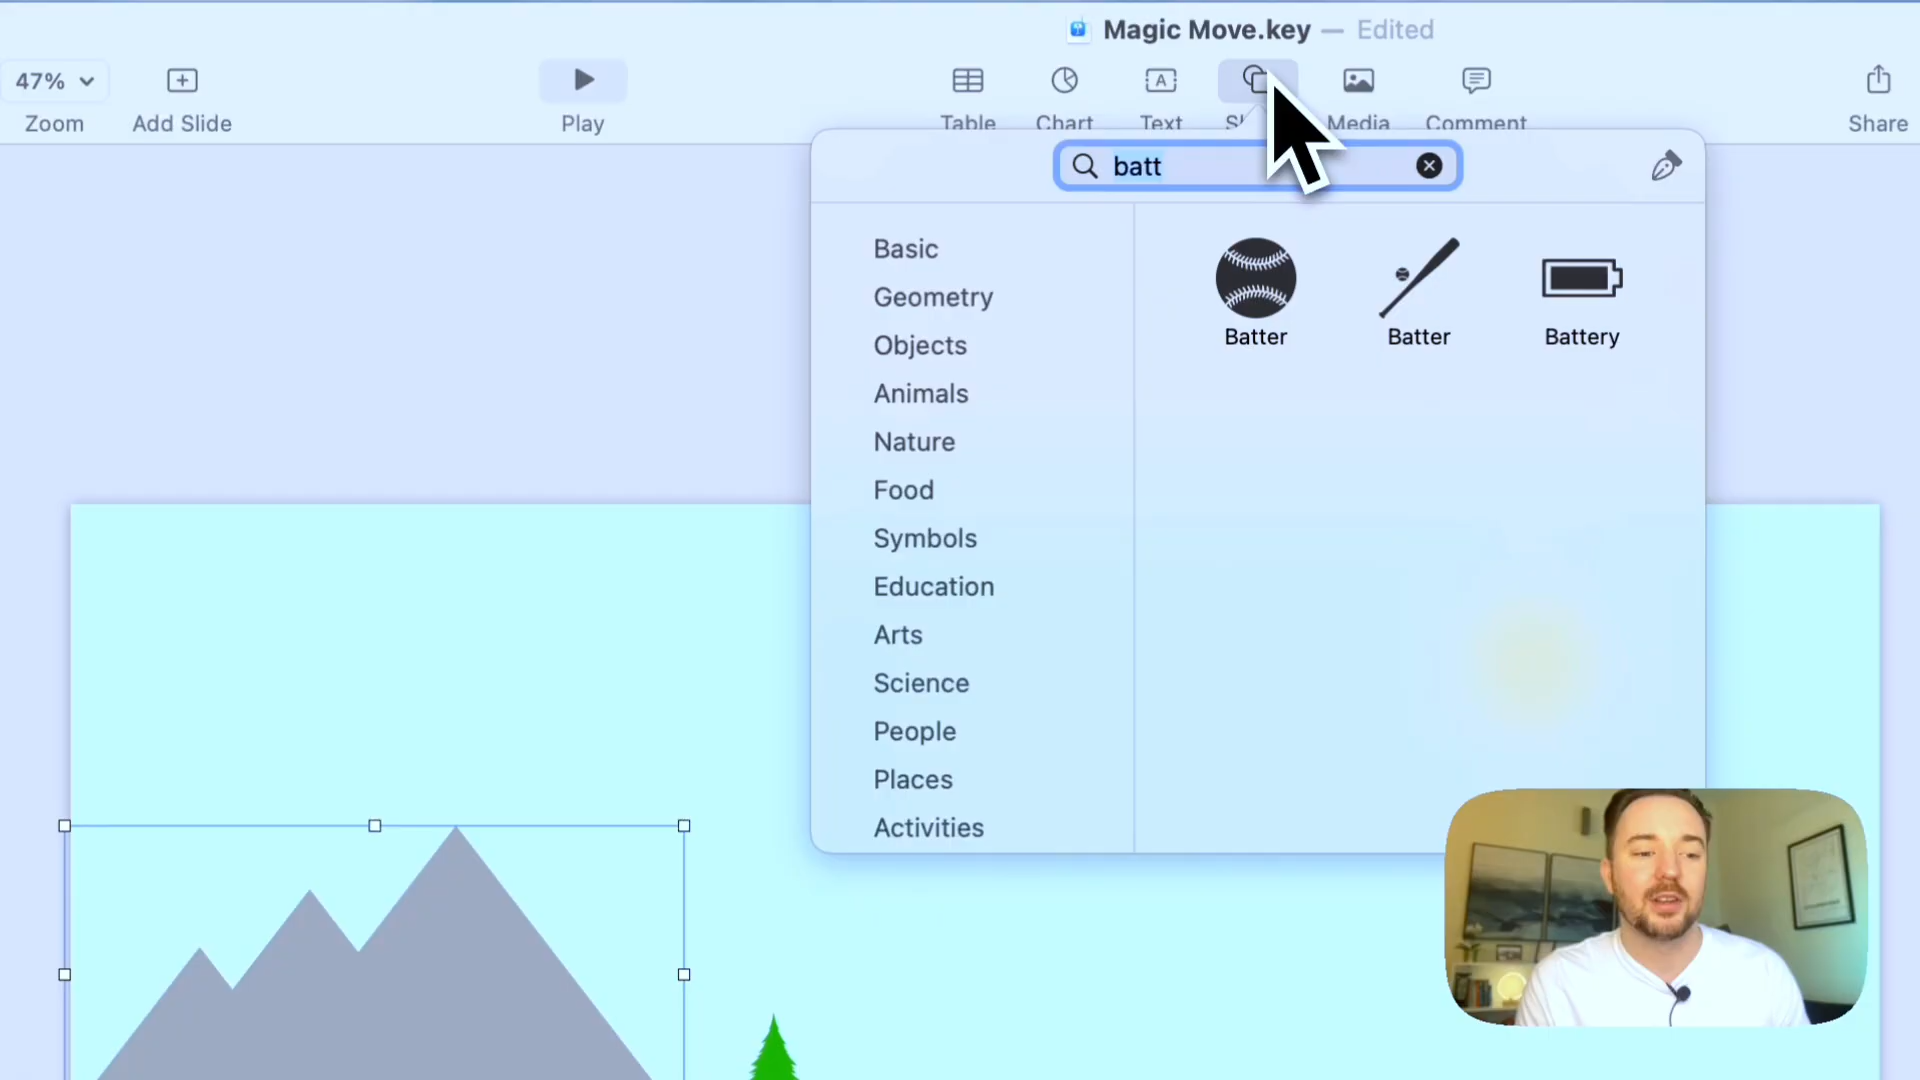 Magic Move.key — Edited
47%
Zoom
Add Slide
Play
Table
Chart
Text
Media
Comment
Share
batt
Basic
Geometry
Objects
Animals
Nature
Food
Symbols
Education
Arts
Science
People
Places
Activities
Batter
Batter
Battery